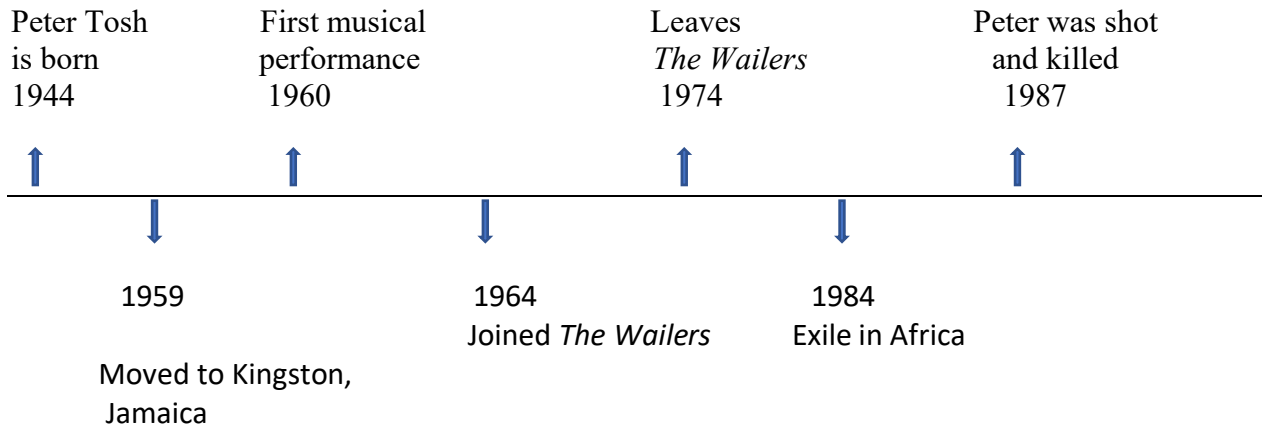 Peter Tosh
is born
1944
First musical
performance
1960
Leaves
The Wailers
1974
Peter was shot
and killed
1987
1959
Moved to Kingston,
Jamaica
1964
Joined The Wailers
1984
Exile in Africa